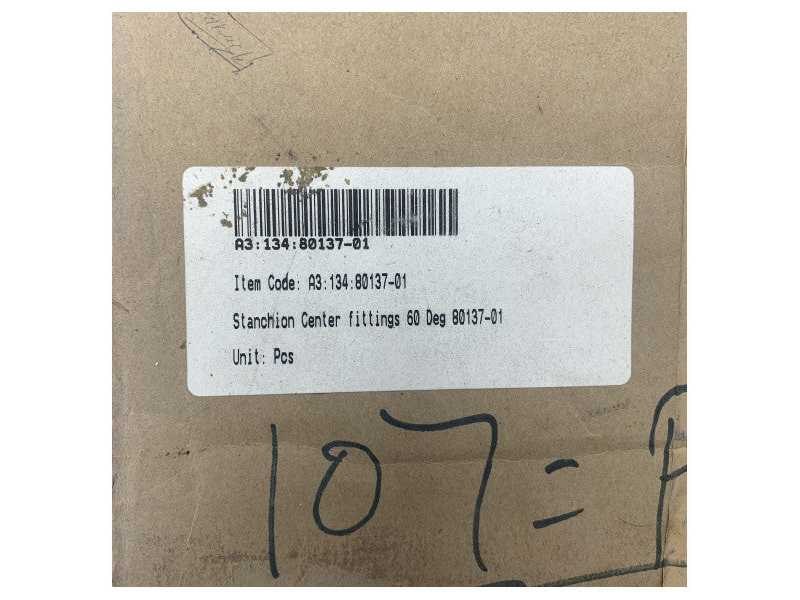 A3:134:80137-01
Item Code: A3:134:80137-01
Stanchion Center fittings 60 Deg 80137-01
Unit: Pcs
107 = P